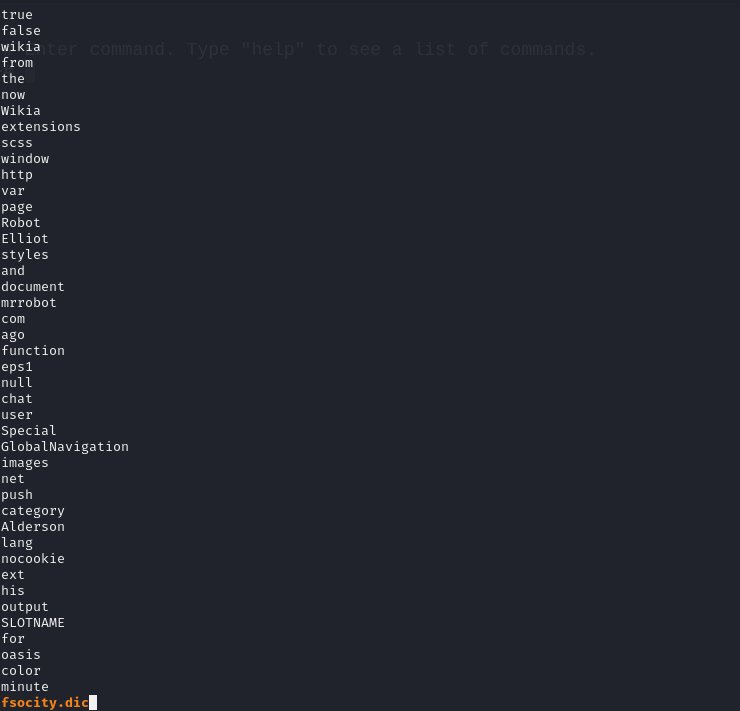 true
false
wikia
enter command. Type "help" to see a list of commands.
from
the
now
Wikia
extensions
scss
window
http
var
page
Robot
Elliot
styles
and
document
mrrobot
com
ago
function
eps1
null
chat
user
Special
GlobalNavigation
images
net
push
category
Alderson
lang
nocookie
ext
his
output
SLOTNAME
for
oasis
color
minute
fsocity.dic